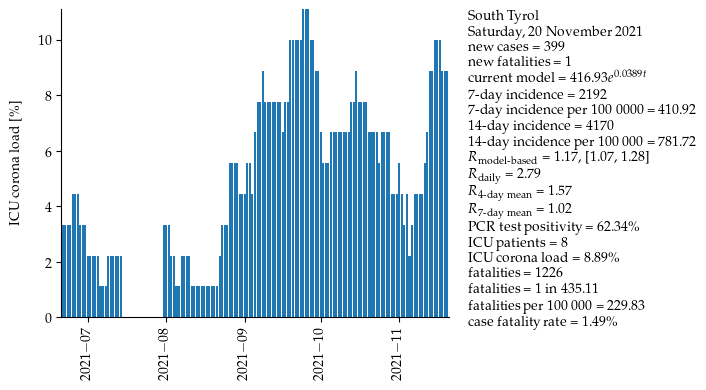 ICU corona load [%]
10
8
6
4
2
0
2021−07
2021−08
2021−09
2021−10
2021−11
South Tyrol
Saturday, 20 November 2021
new cases = 399
new fatalities = 1
current model = 416.93e^0.0389t
7-day incidence = 2192
7-day incidence per 100 0000 = 410.92
14-day incidence = 4170
14-day incidence per 100 000 = 781.72
R_model-based = 1.17, [1.07, 1.28]
R_daily = 2.79
R_4-day mean = 1.57
R_7-day mean = 1.02
PCR test positivity = 62.34%
ICU patients = 8
ICU corona load = 8.89%
fatalities = 1226
fatalities = 1 in 435.11
fatalities per 100 000 = 229.83
case fatality rate = 1.49%